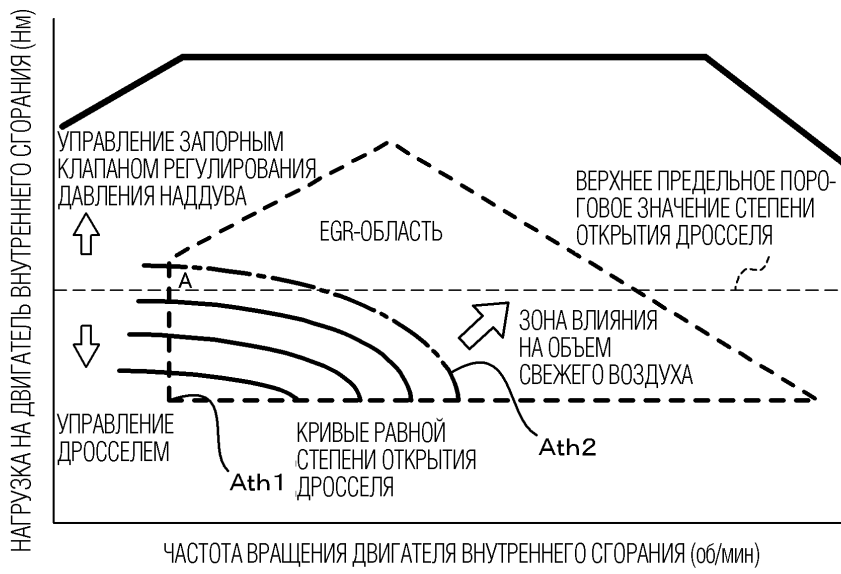 НАГРУЗКА НА ДВИГАТЕЛЬ ВНУТРЕННЕГО СГОРАНИЯ (Нм)
УПРАВЛЕНИЕ ЗАПОРНЫМ
КЛАПАНОМ РЕГУЛИРОВАНИЯ
ДАВЛЕНИЯ НАДДУВА
ВЕРХНЕЕ ПРЕДЕЛЬНОЕ ПОРО-
ГОВОЕ ЗНАЧЕНИЕ СТЕПЕНИ
ОТКРЫТИЯ ДРОССЕЛЯ
EGR-ОБЛАСТЬ
A
ЗОНА ВЛИЯНИЯ
НА ОБЪЕМ
СВЕЖЕГО ВОЗДУХА
УПРАВЛЕНИЕ
ДРОССЕЛЕМ
Ath1
КРИВЫЕ РАВНОЙ
СТЕПЕНИ ОТКРЫТИЯ
ДРОССЕЛЯ
Ath2
ЧАСТОТА ВРАЩЕНИЯ ДВИГАТЕЛЯ ВНУТРЕННЕГО СГОРАНИЯ (об/мин)